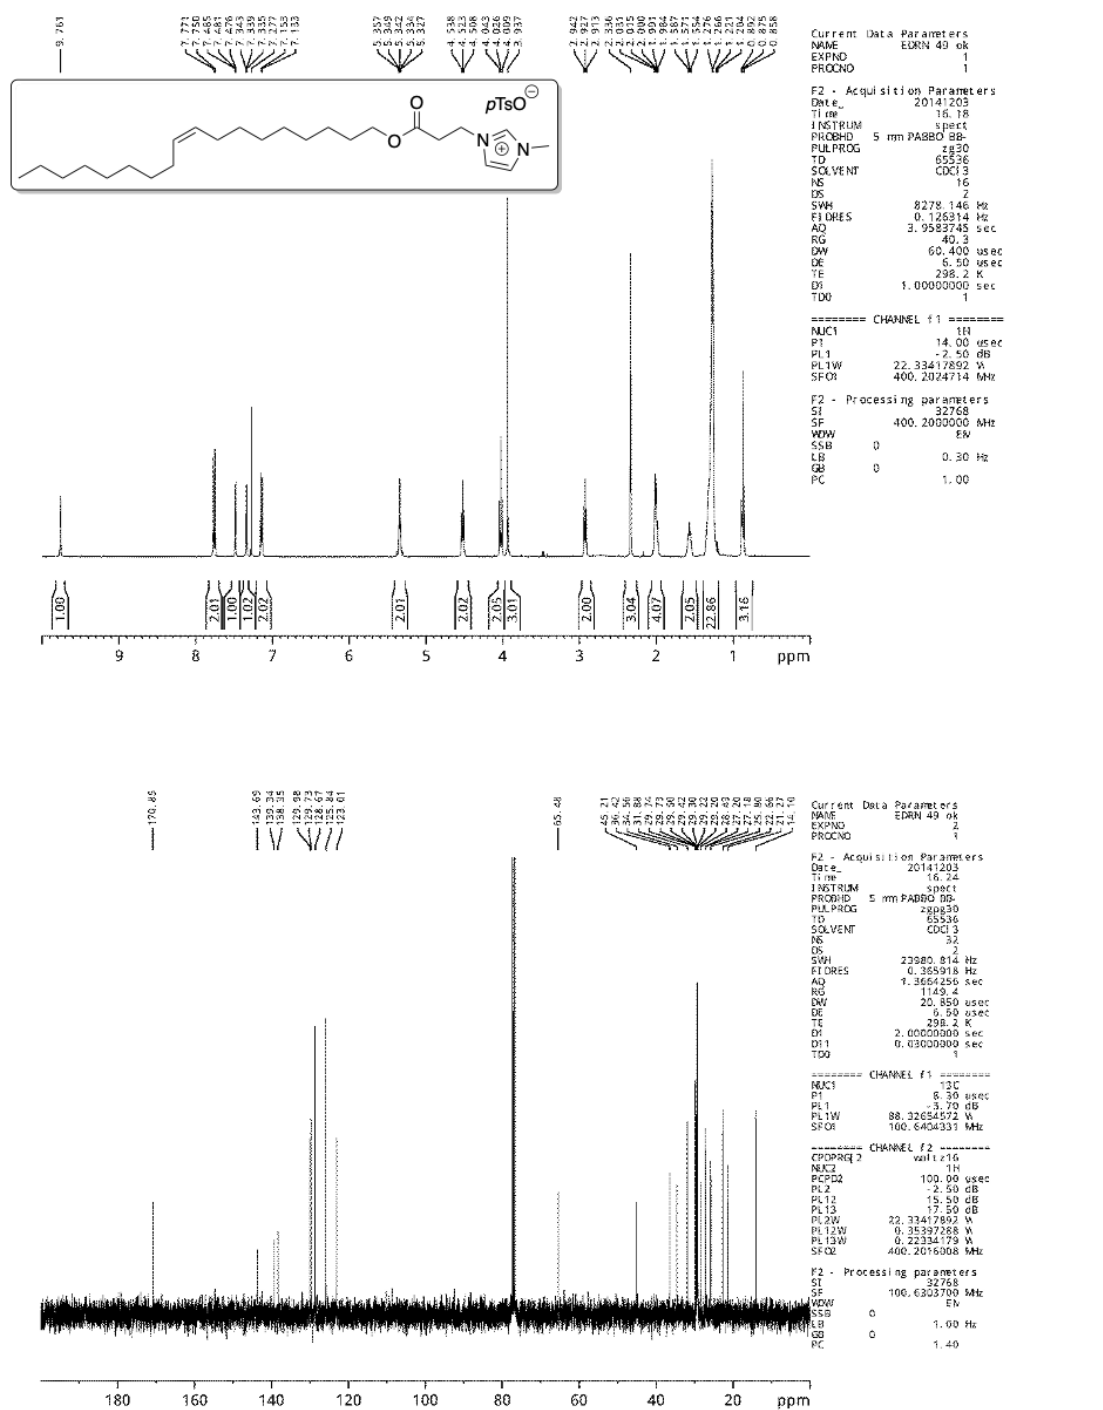 9.761
7.771
7.750
7.485
7.481
7.476
7.343
7.339
7.335
7.277
7.153
7.133
5.357
5.349
5.342
5.334
5.327
4.538
4.523
4.508
4.043
4.026
4.009
3.937
2.942
2.927
2.913
2.336
2.031
2.015
2.000
1.991
1.984
1.587
1.571
1.554
1.276
1.266
1.221
1.204
0.892
0.875
0.858
Current Data Parameters
NAME EDRN 49 ok
EXPNO 1
PROCNO 1
F2 - Acquisition Parameters
Date_ 20141203
Time 16.18
INSTRUM spect
PROBHD 5 mm PABBO BB-
PULPROG zg30
TD 65536
SOLVENT CDCl3
NS 16
DS 2
SWH 8278.146 Hz
FIDRES 0.126314 Hz
AQ 3.9583745 sec
RG 40.3
DW 60.400 usec
DE 6.50 usec
TE 298.2 K
D1 1.00000000 sec
TD0 1
======== CHANNEL f1 ========
NUC1 1H
P1 14.00 usec
PL1 -2.50 dB
PL1W 22.33417892 W
SFO1 400.2024714 MHz
F2 - Processing parameters
SI 32768
SF 400.2000000 MHz
WDW EM
SSB 0
LB 0.30 Hz
GB 0
PC 1.00
O
O
pTsO⊖
N
⊕
N
1.00
2.01
1.00
1.02
2.02
2.01
2.02
2.05
3.01
2.00
3.04
4.07
2.05
22.86
3.16
9 8 7 6 5 4 3 2 1 ppm
170.85
143.69
139.34
138.35
129.98
129.73
128.67
125.84
123.01
65.48
45.21
36.42
34.56
31.88
29.74
29.73
29.50
29.42
29.30
29.22
29.20
28.49
27.20
27.18
25.80
22.66
21.27
14.10
Current Data Parameters
NAME EDRN 49 ok
EXPNO 2
PROCNO 1
F2 - Acquisition Parameters
Date_ 20141203
Time 16.24
INSTRUM spect
PROBHD 5 mm PABBO BB-
PULPROG zgpg30
TD 65536
SOLVENT CDCl3
NS 32
DS 2
SWH 23980.814 Hz
FIDRES 0.365918 Hz
AQ 1.3664256 sec
RG 1149.4
DW 20.850 usec
DE 6.50 usec
TE 298.2 K
D1 2.00000000 sec
D11 0.03000000 sec
TD0 1
======== CHANNEL f1 ========
NUC1 13C
P1 8.30 usec
PL1 -3.70 dB
PL1W 88.32654572 W
SFO1 100.6404331 MHz
======== CHANNEL f2 ========
CPDPRG[2 waltz16
NUC2 1H
PCPD2 100.00 usec
PL2 -2.50 dB
PL12 15.50 dB
PL13 17.50 dB
PL2W 22.33417892 W
PL12W 0.35397268 W
PL13W 0.22334179 W
SFO2 400.2016008 MHz
F2 - Processing parameters
SI 32768
SF 100.6303700 MHz
WDW EM
SSB 0
LB 1.00 Hz
GB 0
PC 1.40
180 160 140 120 100 80 60 40 20 ppm